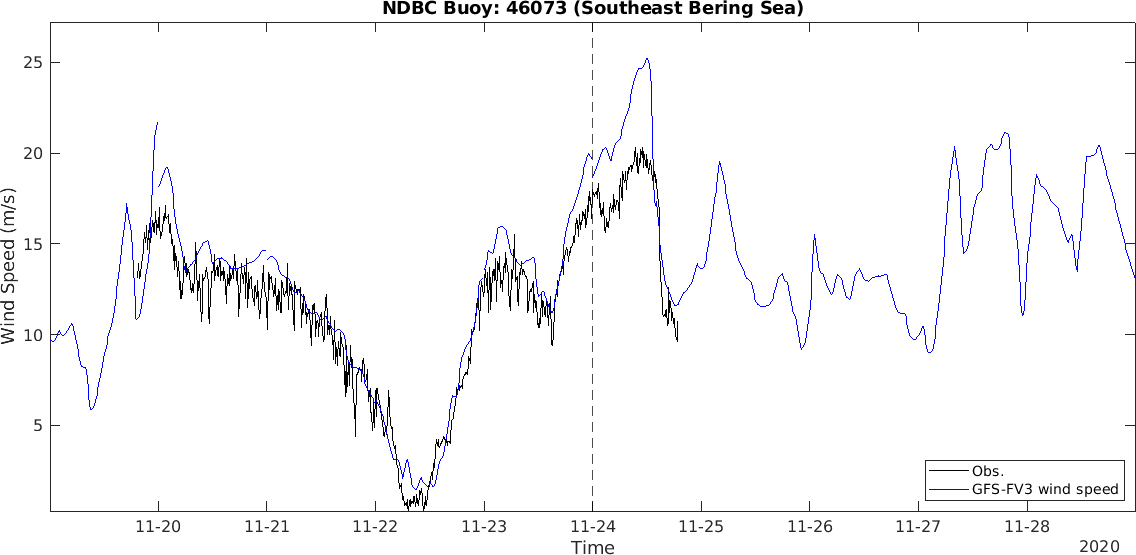 NDBC Buoy: 46073 (Southeast Bering Sea)
Wind Speed (m/s)
25
20
15
10
5
Obs.
GFS-FV3 wind speed
11-20 11-21 11-22 11-23 11-24 11-25 11-26 11-27 11-28
Time
2020